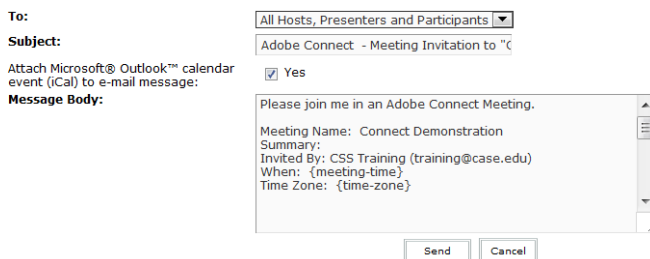 To:
All Hosts, Presenters and Participants
Subject:
Adobe Connect  - Meeting Invitation to "C
Attach Microsoft® Outlook™ calendar
event (iCal) to e-mail message:
Yes
Message Body:
Please join me in an Adobe Connect Meeting.
Meeting Name:  Connect Demonstration
Summary:
Invited By: CSS Training (training@case.edu)
When:  {meeting-time}
Time Zone:  {time-zone}
Send
Cancel